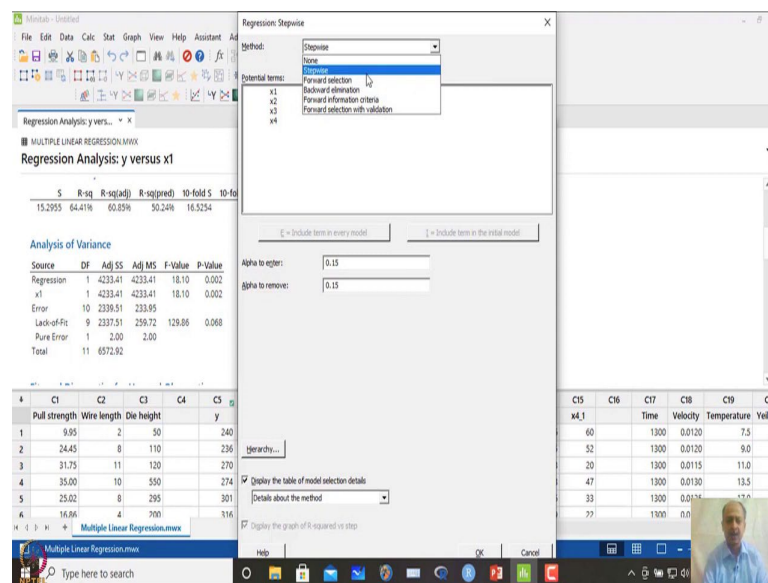 Minitab - Untitled
File Edit Data Calc Stat Graph View Help Assistant Ad
Regression Analysis: y vers...
MULTIPLE LINEAR REGRESSION.MWX
Regression Analysis: y versus x1
S R-sq R-sq(adj) R-sq(pred) 10-fold S 10-fo
15.2955 64.41% 60.85% 50.24% 16.5254
Analysis of Variance
Source DF Adj SS Adj MS F-Value P-Value
Regression 1 4233.41 4233.41 18.10 0.002
x1 1 4233.41 4233.41 18.10 0.002
Error 10 2339.51 233.95
Lack-of-Fit 9 2337.51 259.72 129.86 0.068
Pure Error 1 2.00 2.00
Total 11 6572.92
Regression: Stepwise
Method: Stepwise
None
Stepwise
Forward selection
Backward elimination
Forward information criteria
Forward selection with validation
Potential terms:
x1
x2
x3
x4
E = Include term in every model
I = Include term in the initial model
Alpha to enter: 0.15
Alpha to remove: 0.15
Hierarchy...
Display the table of model selection details
Details about the method
Display the graph of R-squared vs step
Help OK Cancel
C1 C2 C3 C4 C5 C15 C16 C17 C18 C19
Pull strength Wire length Die height y x4_1 Time Velocity Temperature Yeil
1 9.95 2 50 240 60 1300 0.0120 7.5
2 24.45 8 110 236 52 1300 0.0120 9.0
3 31.75 11 120 270 20 1300 0.0115 11.0
4 35.00 10 550 274 47 1300 0.0130 13.5
5 25.02 8 295 301 33 1300
6 16.86 4 200 316 22 1300
Multiple Linear Regression.mwx
Multiple Linear Regression.mwx
Type here to search
NPTEL